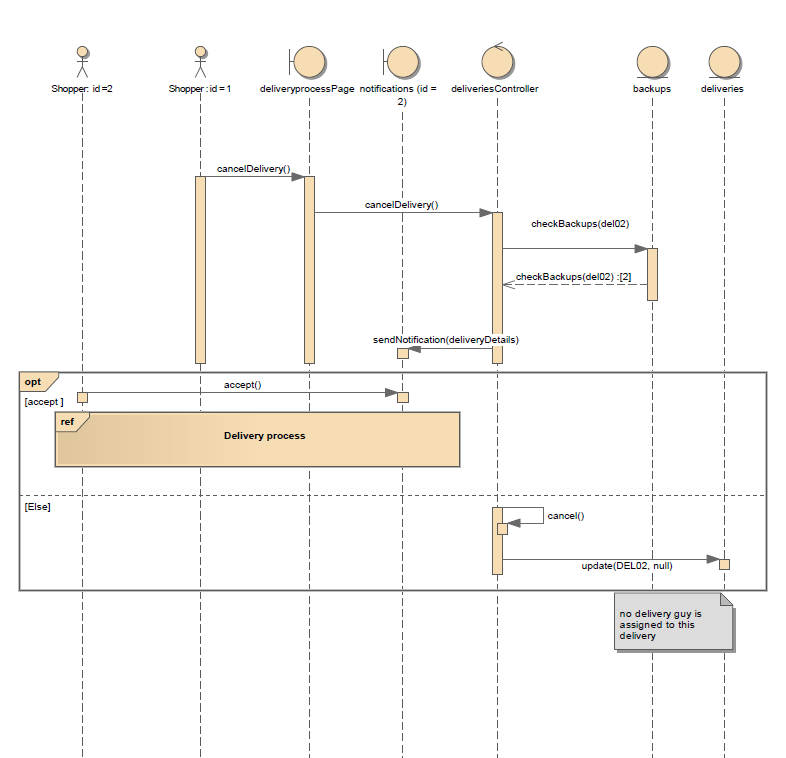 Shopper: id =2
Shopper: id = 1
deliveryprocessPage
notifications (id =
2)
deliveriesController
backups
deliveries
cancelDelivery()
cancelDelivery()
checkBackups(del02)
checkBackups(del02) :[2]
sendNotification(deliveryDetails)
opt
[accept ]
accept()
ref
Delivery process
[Else]
cancel()
update(DEL02, null)
no delivery guy is
assigned to this
delivery